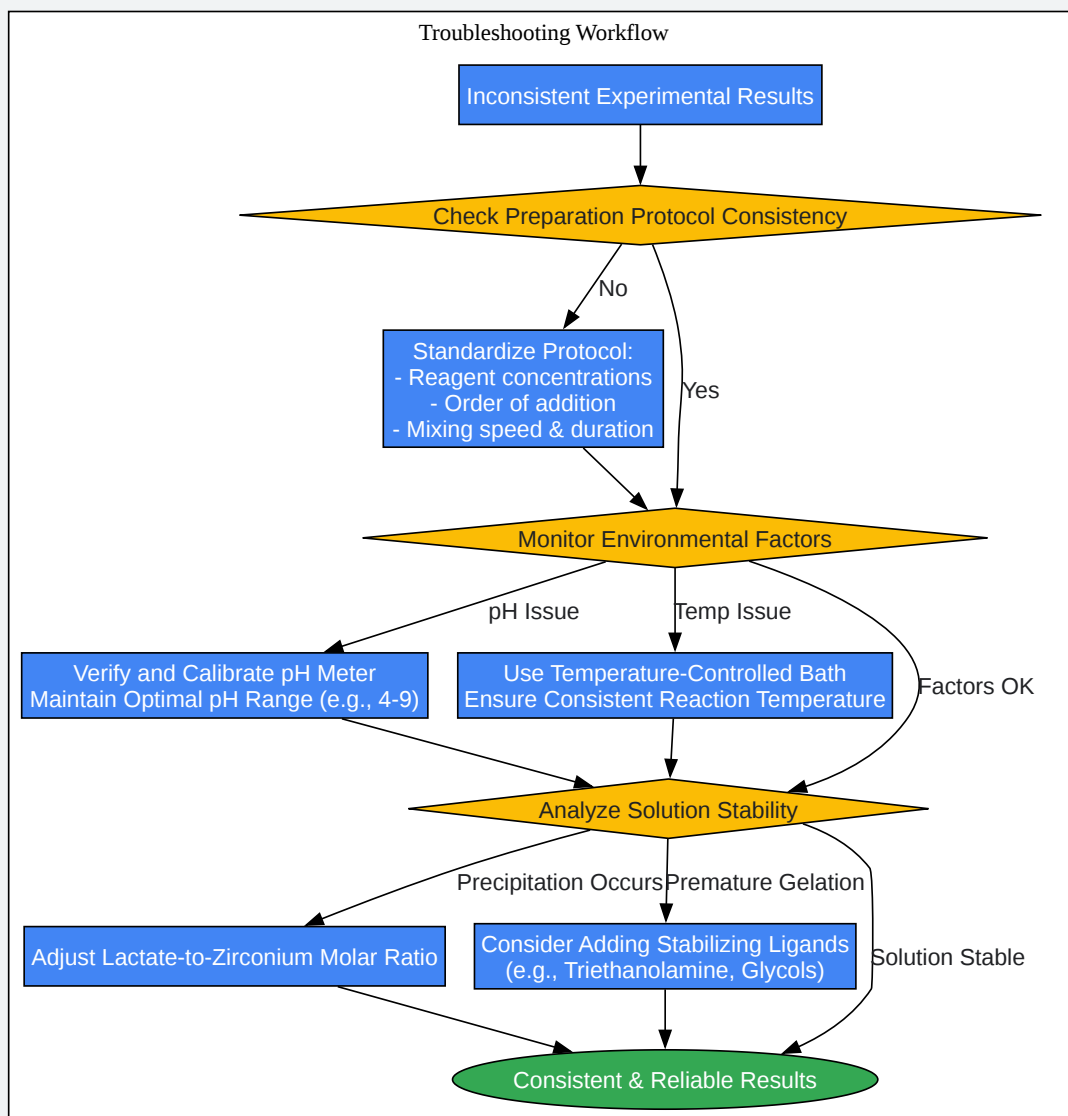 Troubleshooting Workflow
Inconsistent Experimental Results
Check Preparation Protocol Consistency
No
Standardize Protocol:
- Reagent concentrations
- Order of addition
- Mixing speed & duration
Yes
Monitor Environmental Factors
pH Issue
Temp Issue
Factors OK
Verify and Calibrate pH Meter
Maintain Optimal pH Range (e.g., 4-9)
Use Temperature-Controlled Bath
Ensure Consistent Reaction Temperature
Analyze Solution Stability
Precipitation Occurs
Premature Gelation
Solution Stable
Adjust Lactate-to-Zirconium Molar Ratio
Consider Adding Stabilizing Ligands
(e.g., Triethanolamine, Glycols)
Consistent & Reliable Results